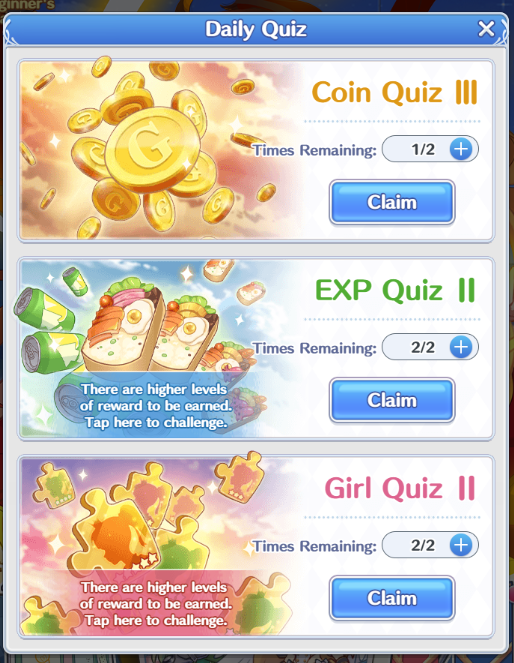 ginner's
Daily Quiz
Coin Quiz III
Times Remaining: 1/2
Claim
EXP Quiz II
Times Remaining: 2/2
There are higher levels
of reward to be earned.
Tap here to challenge.
Claim
Girl Quiz II
Times Remaining: 2/2
There are higher levels
of reward to be earned.
Tap here to challenge.
Claim
G